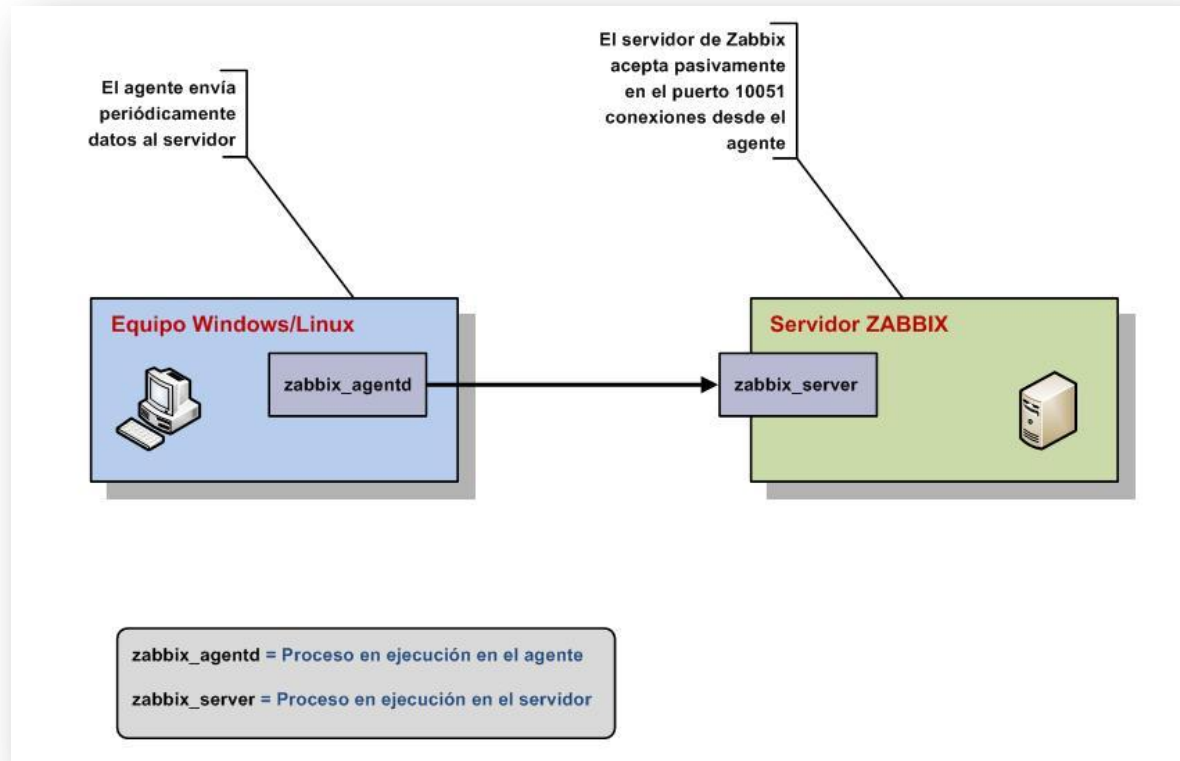 El agente envía
periódicamente
datos al servidor
El servidor de Zabbix
acepta pasivamente
en el puerto 10051
conexiones desde el
agente
Equipo Windows/Linux
zabbix_agentd
Servidor ZABBIX
zabbix_server
zabbix_agentd = Proceso en ejecución en el agente
zabbix_server = Proceso en ejecución en el servidor